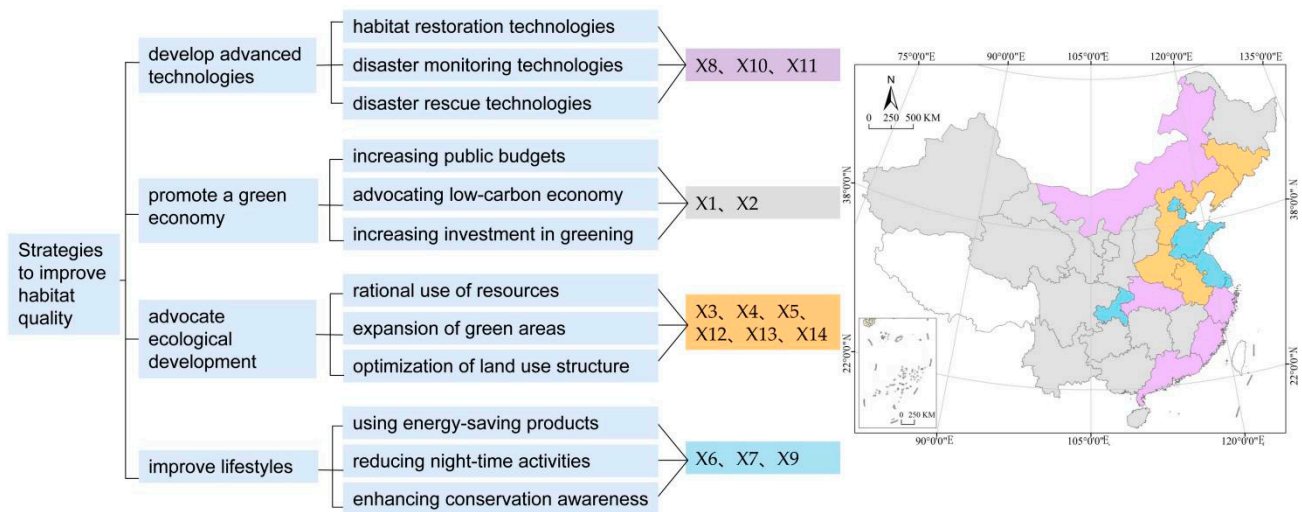 Strategies
to improve
habitat
quality
develop advanced
technologies
habitat restoration technologies
disaster monitoring technologies
disaster rescue technologies
X8、X10、X11
promote a green
economy
increasing public budgets
advocating low-carbon economy
increasing investment in greening
X1、X2
advocate
ecological
development
rational use of resources
expansion of green areas
optimization of land use structure
X3、X4、X5、
X12、X13、X14
improve lifestyles
using energy-saving products
reducing night-time activities
enhancing conservation awareness
X6、X7、X9
75°0'0"E
90°0'0"E
105°0'0"E
120°0'0"E
135°0'0"E
N
0 250 500 KM
38°0'0"N
38°0'0"N
22°0'0"N
22°0'0"N
0 250 KM
90°0'0"E
105°0'0"E
120°0'0"E